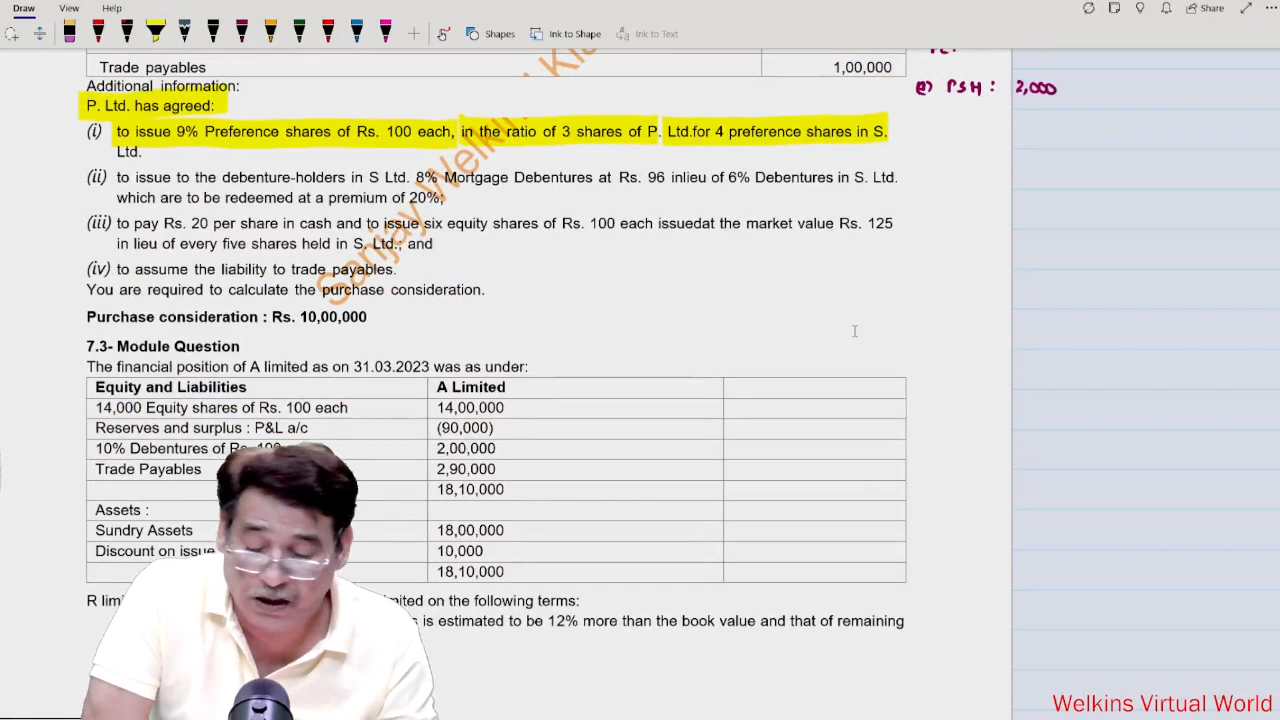 Draw View Help
Shapes Ink to Shape Ink to Text Share
Trade payables 1,00,000
Additional information:
P. Ltd. has agreed:
(i) to issue 9% Preference shares of Rs. 100 each, in the ratio of 3 shares of P. Ltd.for 4 preference shares in S.
Ltd.
(ii) to issue to the debenture-holders in S Ltd. 8% Mortgage Debentures at Rs. 96 inlieu of 6% Debentures in S. Ltd.
which are to be redeemed at a premium of 20%;
(iii) to pay Rs. 20 per share in cash and to issue six equity shares of Rs. 100 each issuedat the market value Rs. 125
in lieu of every five shares held in S. Ltd.; and
(iv) to assume the liability to trade payables.
You are required to calculate the purchase consideration.
Purchase consideration : Rs. 10,00,000
7.3- Module Question
The financial position of A limited as on 31.03.2023 was as under:
Equity and Liabilities A Limited
14,000 Equity shares of Rs. 100 each 14,00,000
Reserves and surplus : P&L a/c (90,000)
10% Debentures of Rs. 100 2,00,000
Trade Payables 2,90,000
18,10,000
Assets :
Sundry Assets 18,00,000
Discount on issue 10,000
18,10,000
R limited on the following terms:
is estimated to be 12% more than the book value and that of remaining
a) PSH : 2,000
Sanjay Welkin
Welkins Virtual World